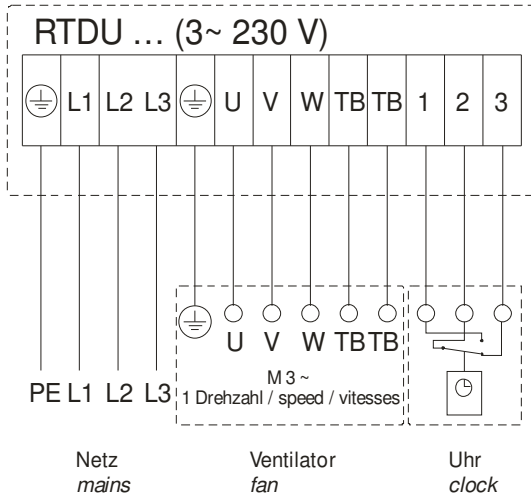 RTDU ... (3~ 230 V)
L1 L2 L3 U V W TB TB 1 2 3
U V W TB TB
M 3 ~
1 Drehzahl / speed / vitesses
PE L1 L2 L3
Netz Ventilator Uhr
mains fan clock